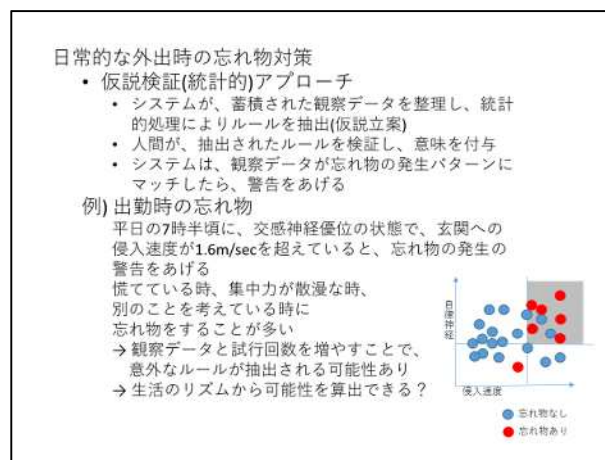 日常的な外出時の忘れ物対策
• 仮説検証(統計的)アプローチ
• システムが、蓄積された観察データを整理し、統計
的処理によりルールを抽出(仮説立案)
• 人間が、抽出されたルールを検証し、意味を付与
• システムは、観察データが忘れ物の発生パターンに
マッチしたら、警告をあげる
例) 出勤時の忘れ物
平日の7時半頃に、交感神経優位の状態で、玄関への
侵入速度が1.6m/secを超えていると、忘れ物の発生の
警告をあげる
慌てている時、集中力が散漫な時、
別のことを考えている時に
忘れ物をすることが多い
→ 観察データと試行回数を増やすことで、
意外なルールが抽出される可能性あり
→ 生活のリズムから可能性を算出できる？
自律神経
侵入速度
忘れ物なし
忘れ物あり